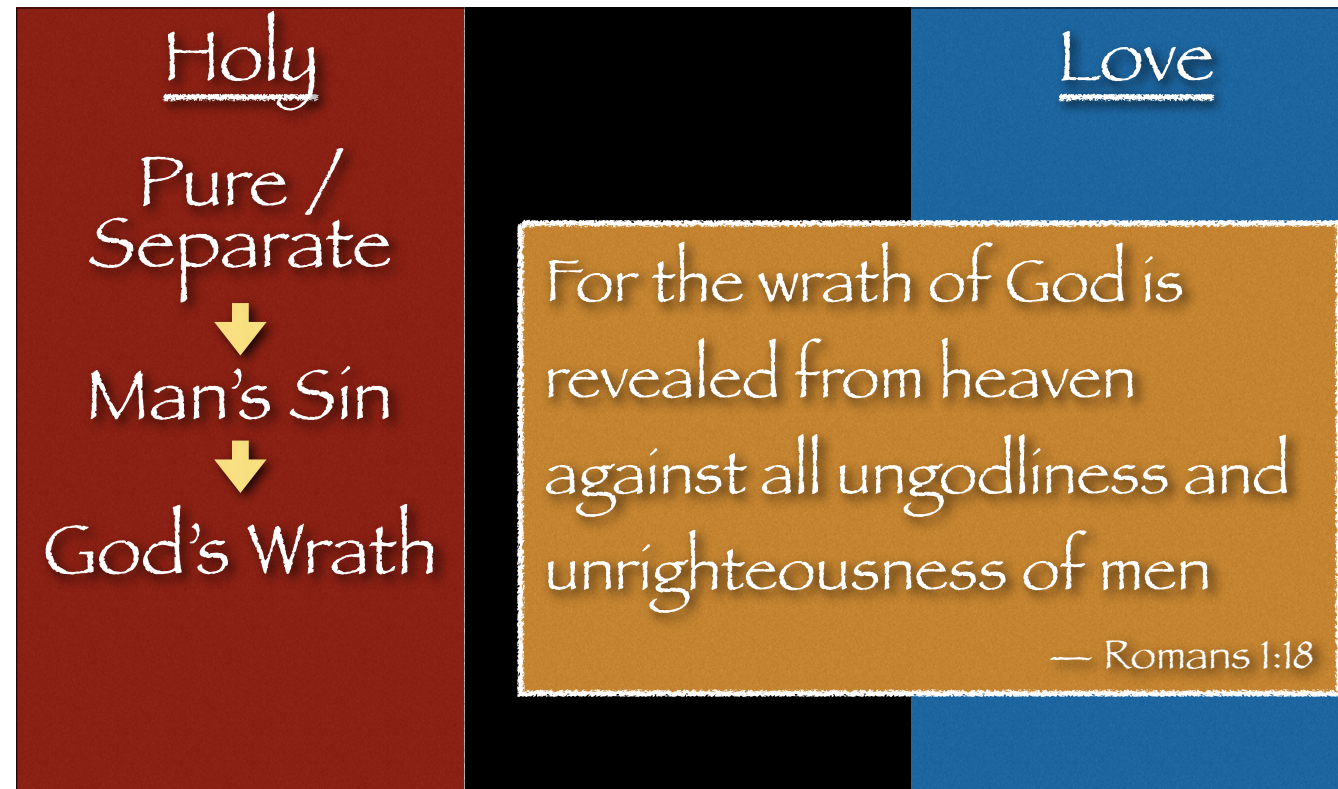 Holy
Pure /
Separate
Man's Sin
God's Wrath
Love
For the wrath of God is
revealed from heaven
against all ungodliness and
unrighteousness of men
— Romans 1:18